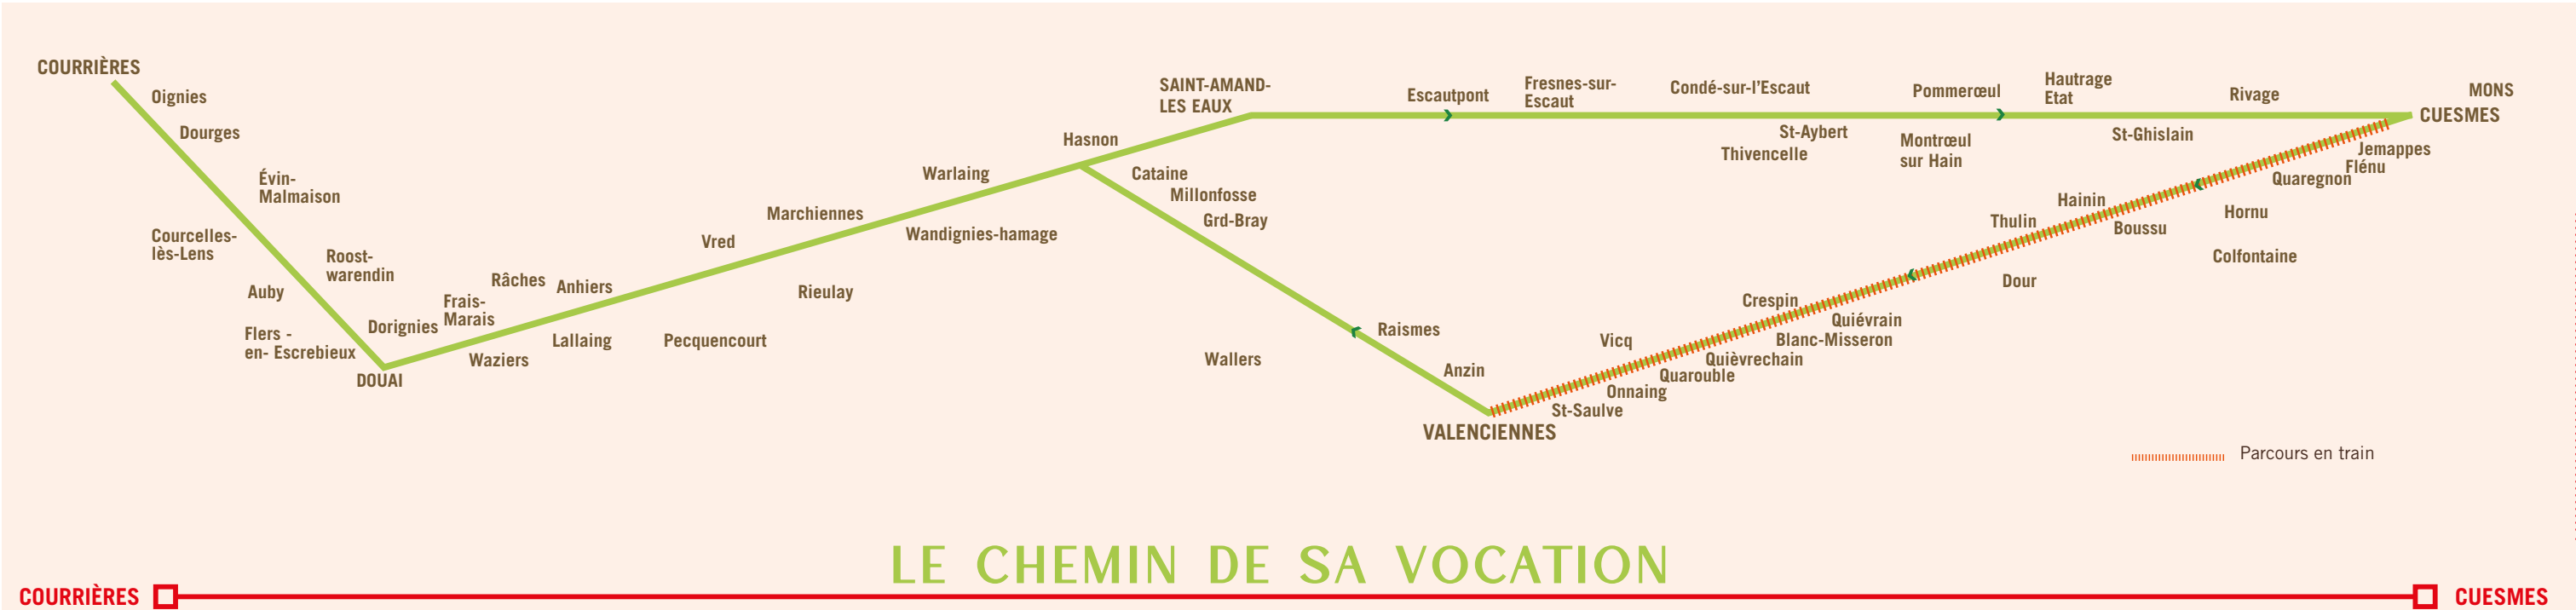 COURRIÈRES
Oignies
Dourges
Évin-
Malmaison
Courcelles-
lès-Lens
Roost-
warendin
Auby
Flers -
en- Escrebieux
Dorignies
DOUAI
Frais-
Marais
Râches
Anhiers
Waziers
Lallaing
Pecquencourt
Vred
Marchiennes
Rieulay
Warlaing
Wandignies-hamage
Hasnon
SAINT-AMAND-
LES EAUX
Cataine
Millonfosse
Grd-Bray
Wallers
Raismes
Anzin
VALENCIENNES
Escautpont
Fresnes-sur-
Escaut
Condé-sur-l'Escaut
St-Aybert
Thivencelle
Pommerœul
Montrœul
sur Hain
Hautrage
Etat
St-Ghislain
Rivage
MONS
CUESMES
Jemappes
Flénu
Quaregnon
Hornu
Hainin
Boussu
Colfontaine
Thulin
Dour
Crespin
Quiévrain
Blanc-Misseron
Quièvrechain
Vicq
Quarouble
Onnaing
St-Saulve
Parcours en train
LE CHEMIN DE SA VOCATION
COURRIÈRES
CUESMES